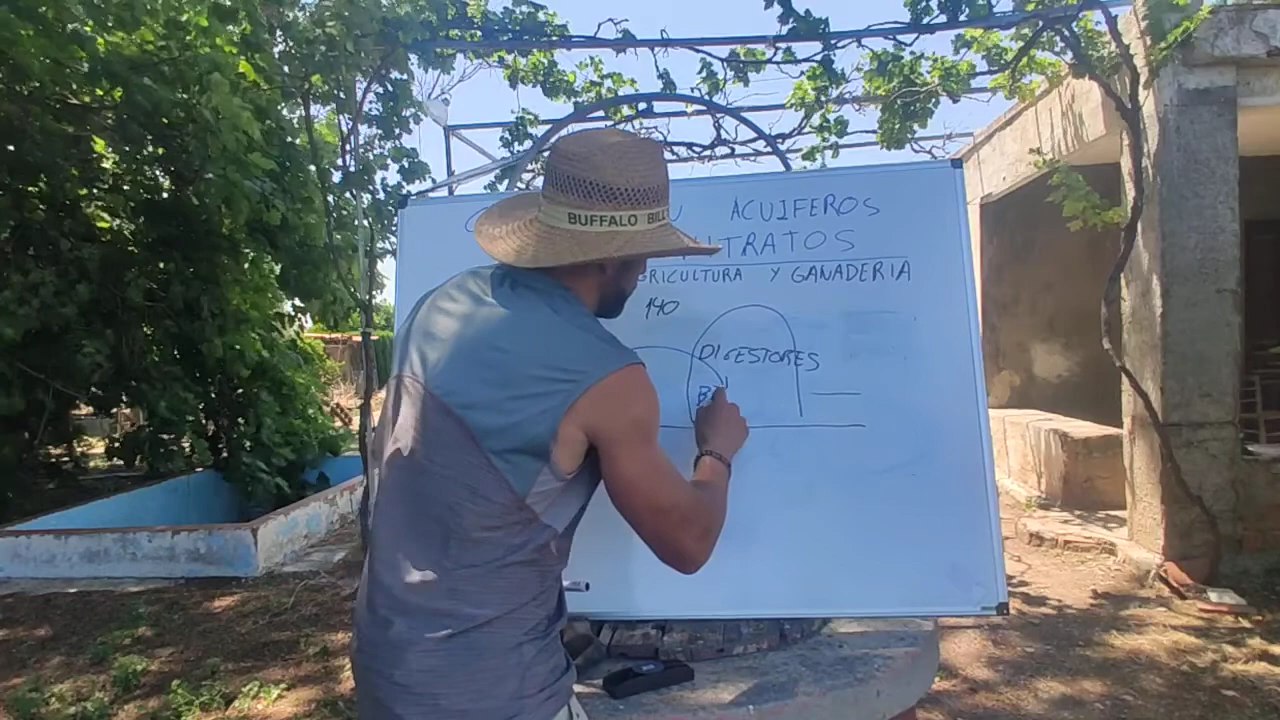 BUFFALO BILL
ACUIFEROS
NITRATOS
AGRICULTURA Y GANADERIA
140
DIGESTORES